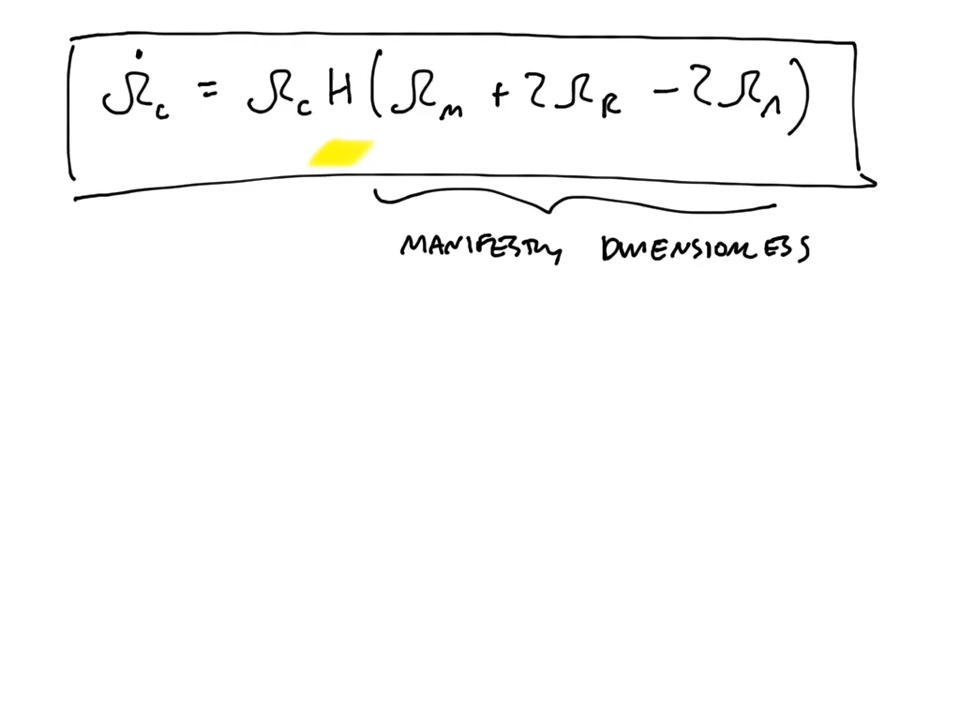 Ω̇_c = Ω_c H (Ω_M + 2Ω_R − 2Ω_Λ)
MANIFESTLY DIMENSIONLESS